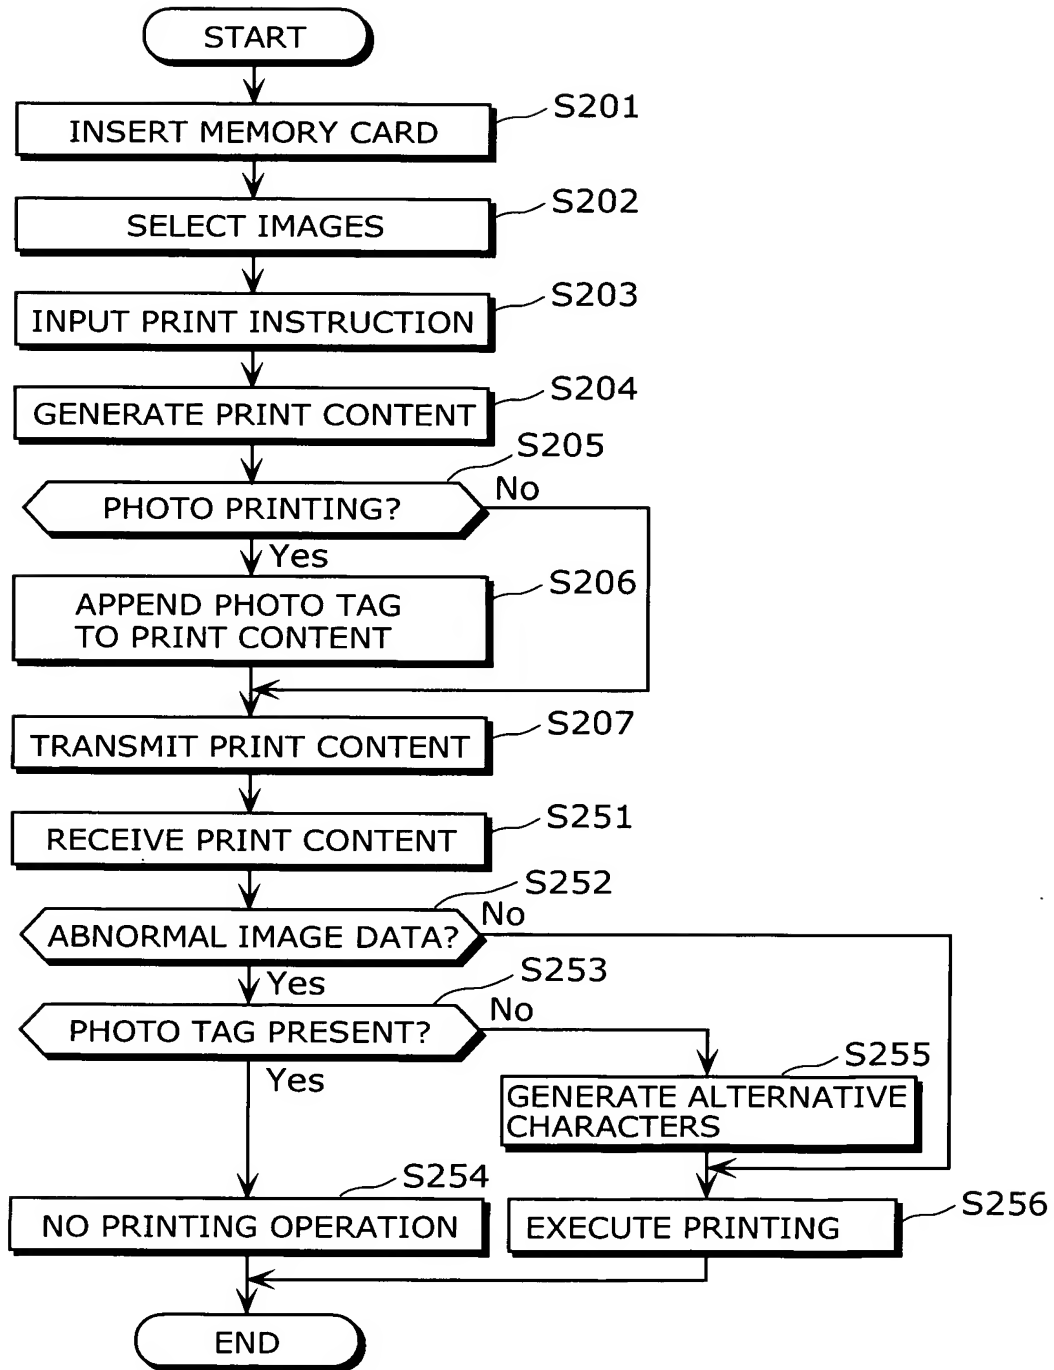 START
INSERT MEMORY CARD
S201
SELECT IMAGES
S202
INPUT PRINT INSTRUCTION
S203
GENERATE PRINT CONTENT
S204
S205
PHOTO PRINTING?
No
Yes
APPEND PHOTO TAG
TO PRINT CONTENT
S206
TRANSMIT PRINT CONTENT
S207
RECEIVE PRINT CONTENT
S251
S252
ABNORMAL IMAGE DATA?
No
Yes
S253
PHOTO TAG PRESENT?
No
Yes
S255
GENERATE ALTERNATIVE
CHARACTERS
S254
NO PRINTING OPERATION
EXECUTE PRINTING
S256
END